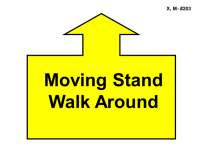 X, M- #203
Moving Stand
Walk Around